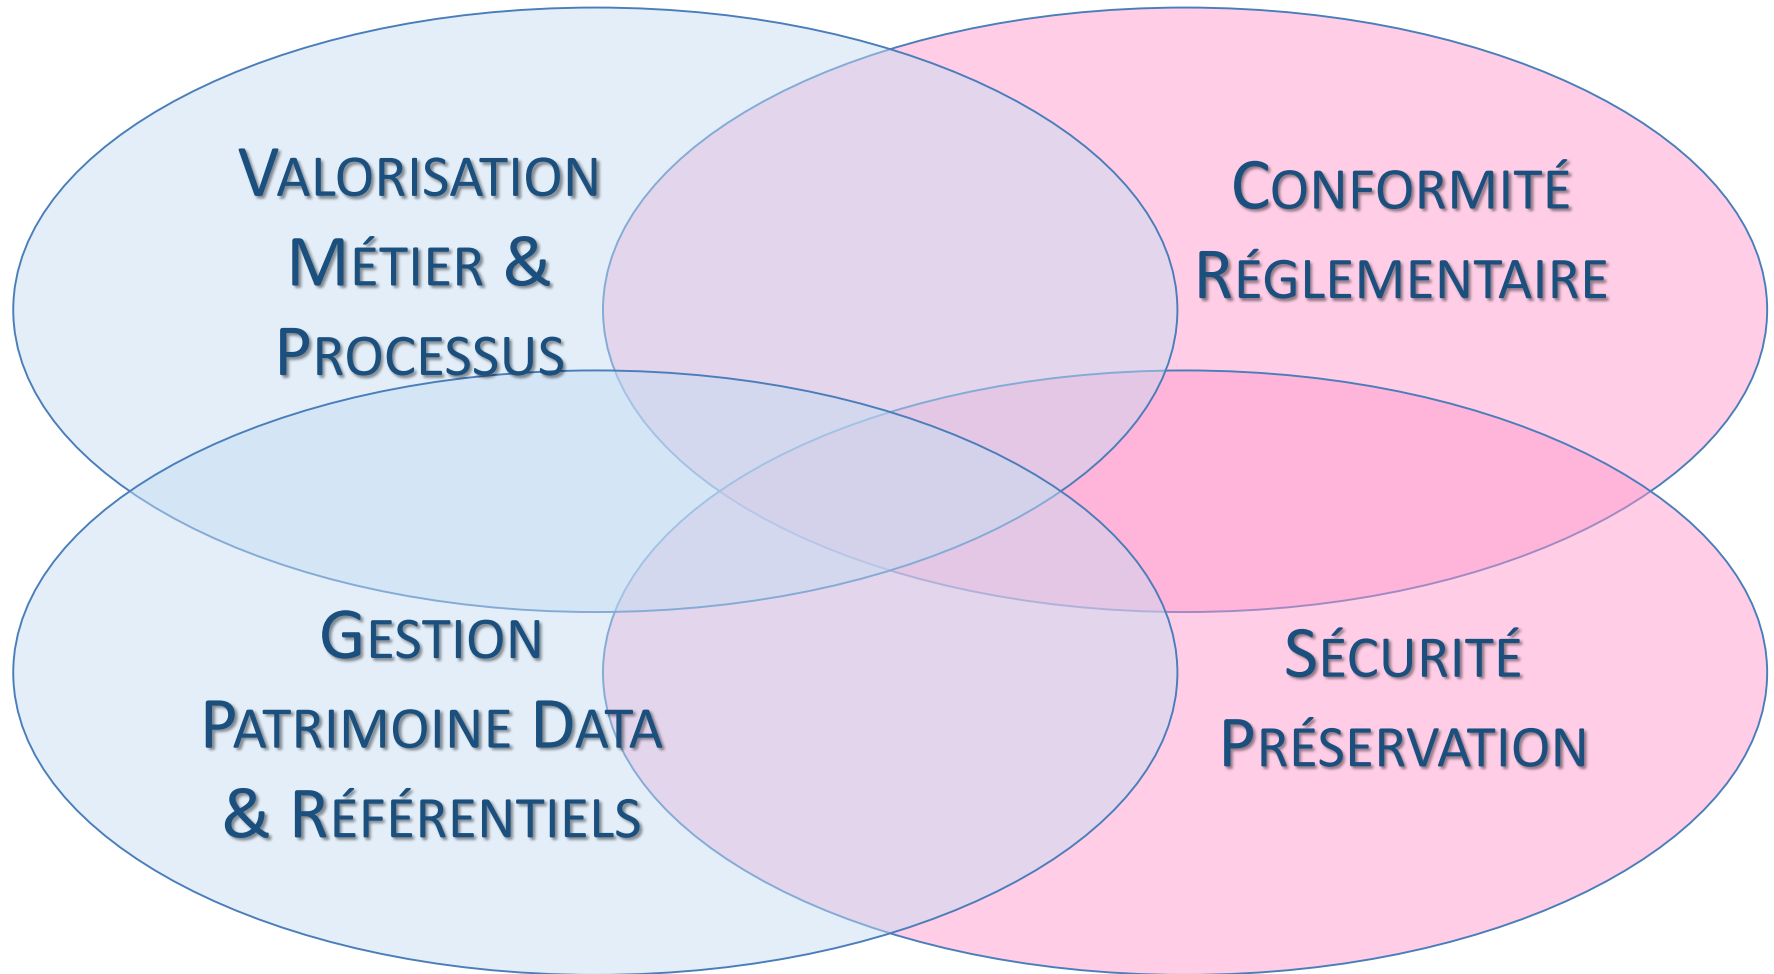 Valorisation
Métier &
Processus
Conformité
Réglementaire
Gestion
Patrimoine Data
& Référentiels
Sécurité
Préservation